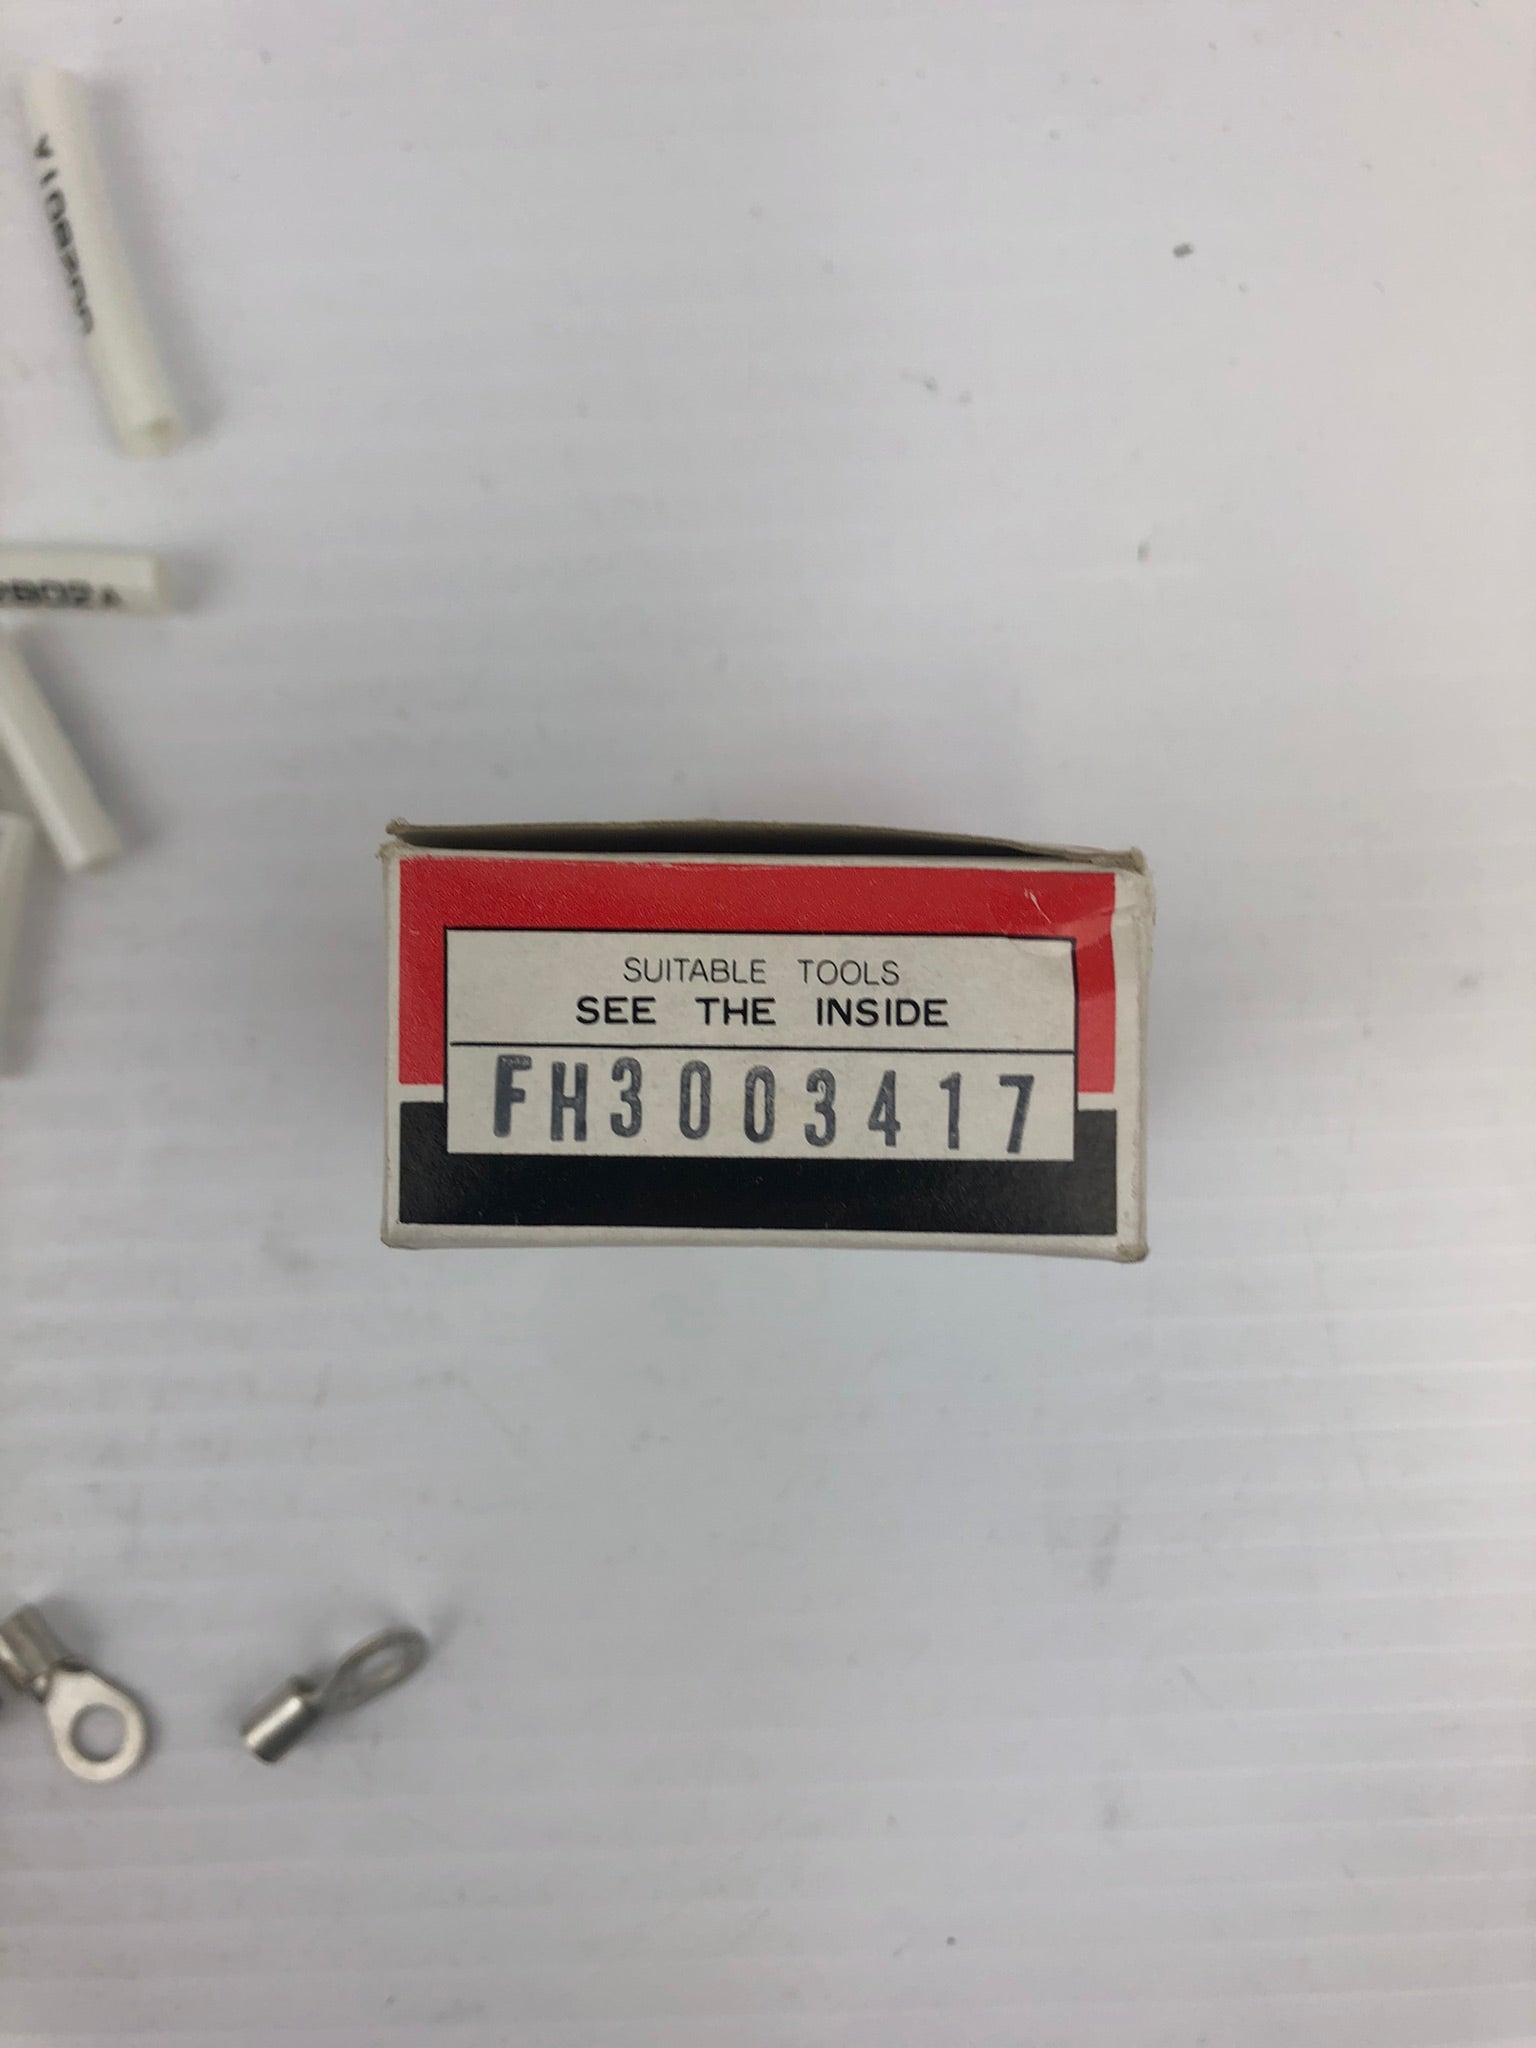 SUITABLE TOOLS
SEE THE INSIDE
FH3003417